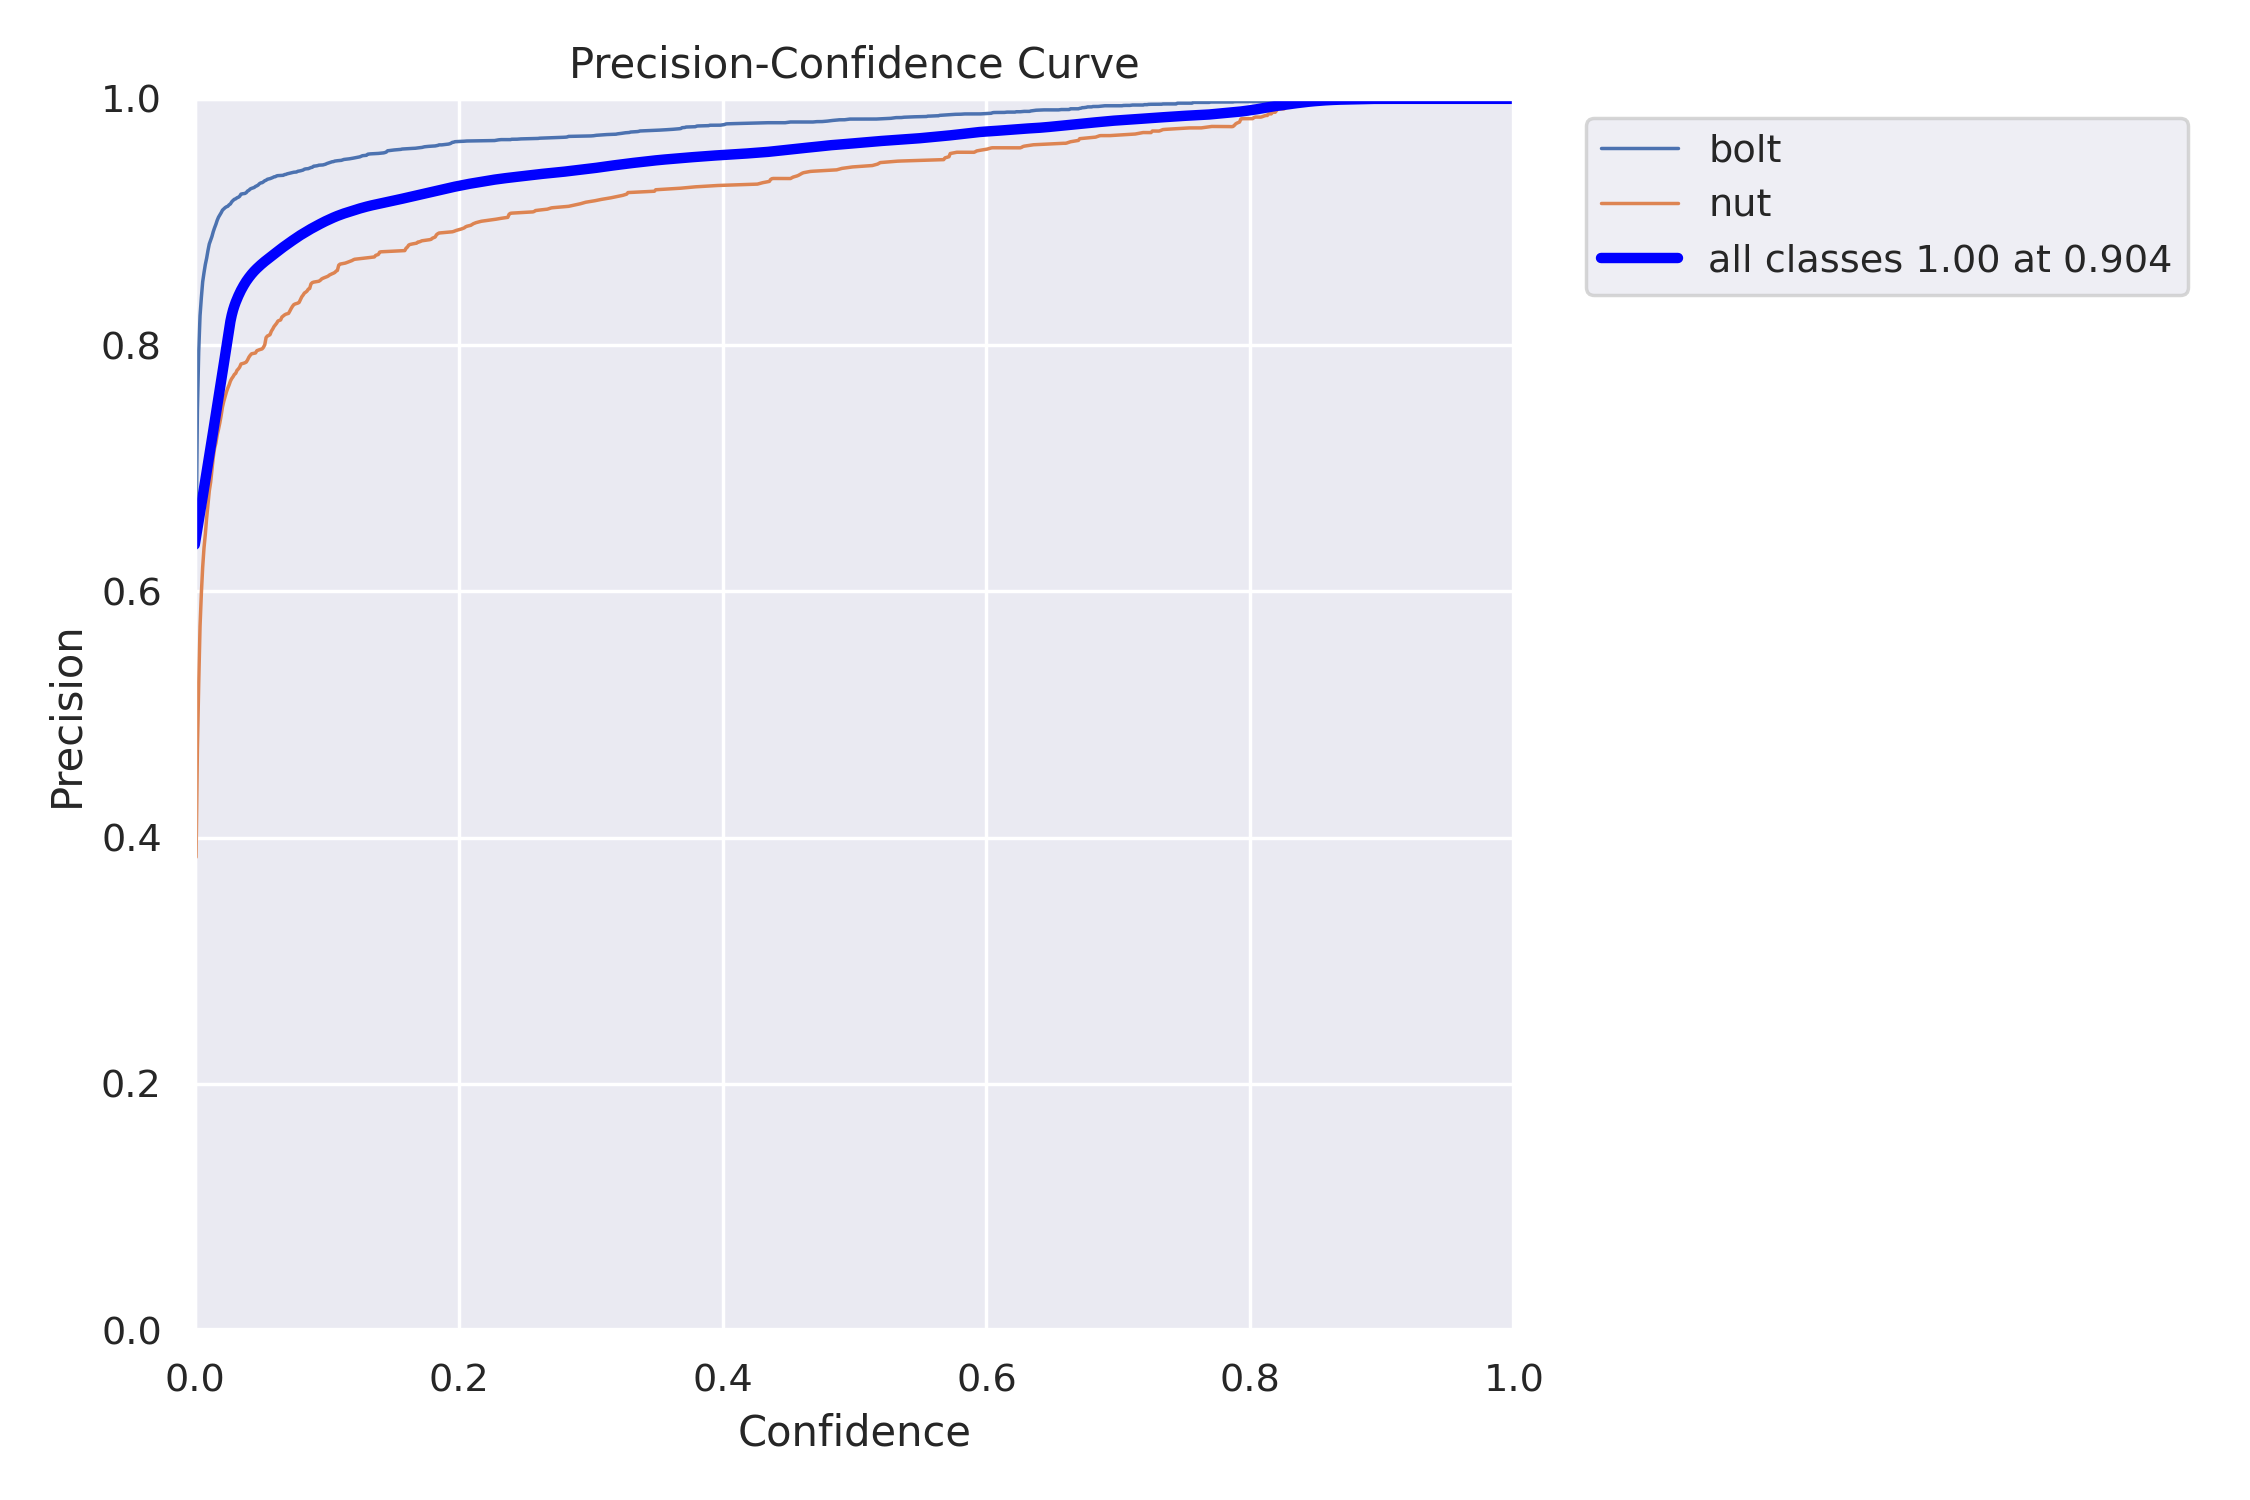 Precision-Confidence Curve
1.0
0.8
0.6
0.4
0.2
0.0
Precision
0.0 0.2 0.4 0.6 0.8 1.0
Confidence
bolt
nut
all classes 1.00 at 0.904